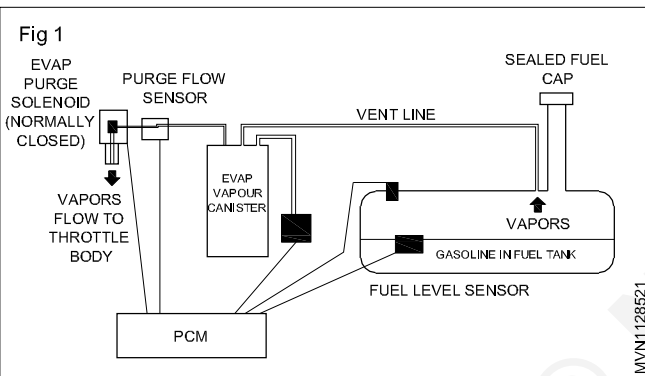 Fig 1
EVAP
PURGE
SOLENOID
(NORMALLY
CLOSED)
PURGE FLOW
SENSOR
VAPORS
FLOW TO
THROTTLE
BODY
EVAP
VAPOUR
CANISTER
VENT LINE
SEALED FUEL
CAP
VAPORS
GASOLINE IN FUEL TANK
FUEL LEVEL SENSOR
PCM
MVN1128521